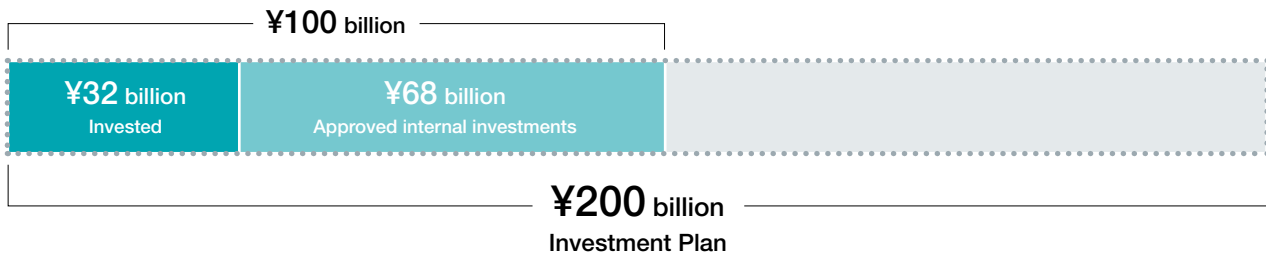 ¥100 billion
¥32 billion
Invested
¥68 billion
Approved internal investments
¥200 billion
Investment Plan